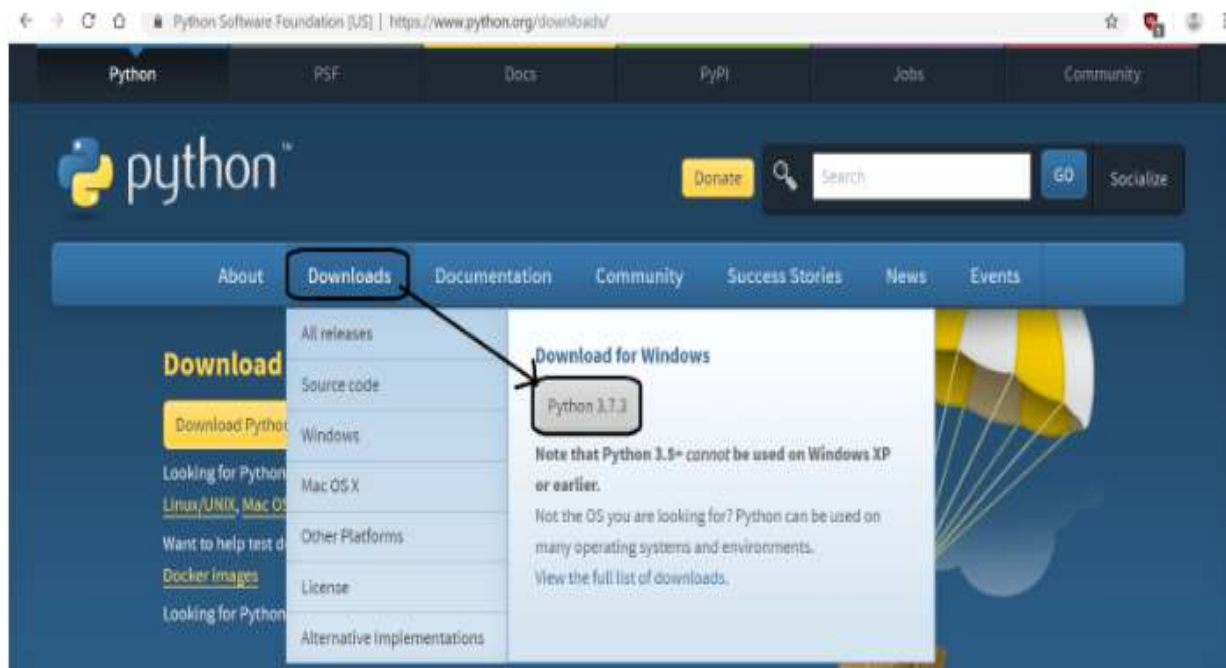 Python Software Foundation [US] | https://www.python.org/downloads/
Python PSF Docs PyPI Jobs Community
python™
Donate Search GO Socialize
About Downloads Documentation Community Success Stories News Events
All releases
Source code
Windows
Mac OS X
Other Platforms
License
Alternative Implementations
Download for Windows
Python 3.7.3
Note that Python 3.5+ cannot be used on Windows XP
or earlier.
Not the OS you are looking for? Python can be used on
many operating systems and environments.
View the full list of downloads.
Download
Download Pytho
Looking for Python
Linux/UNIX, Mac OS
Want to help test d
Docker images
Looking for Python